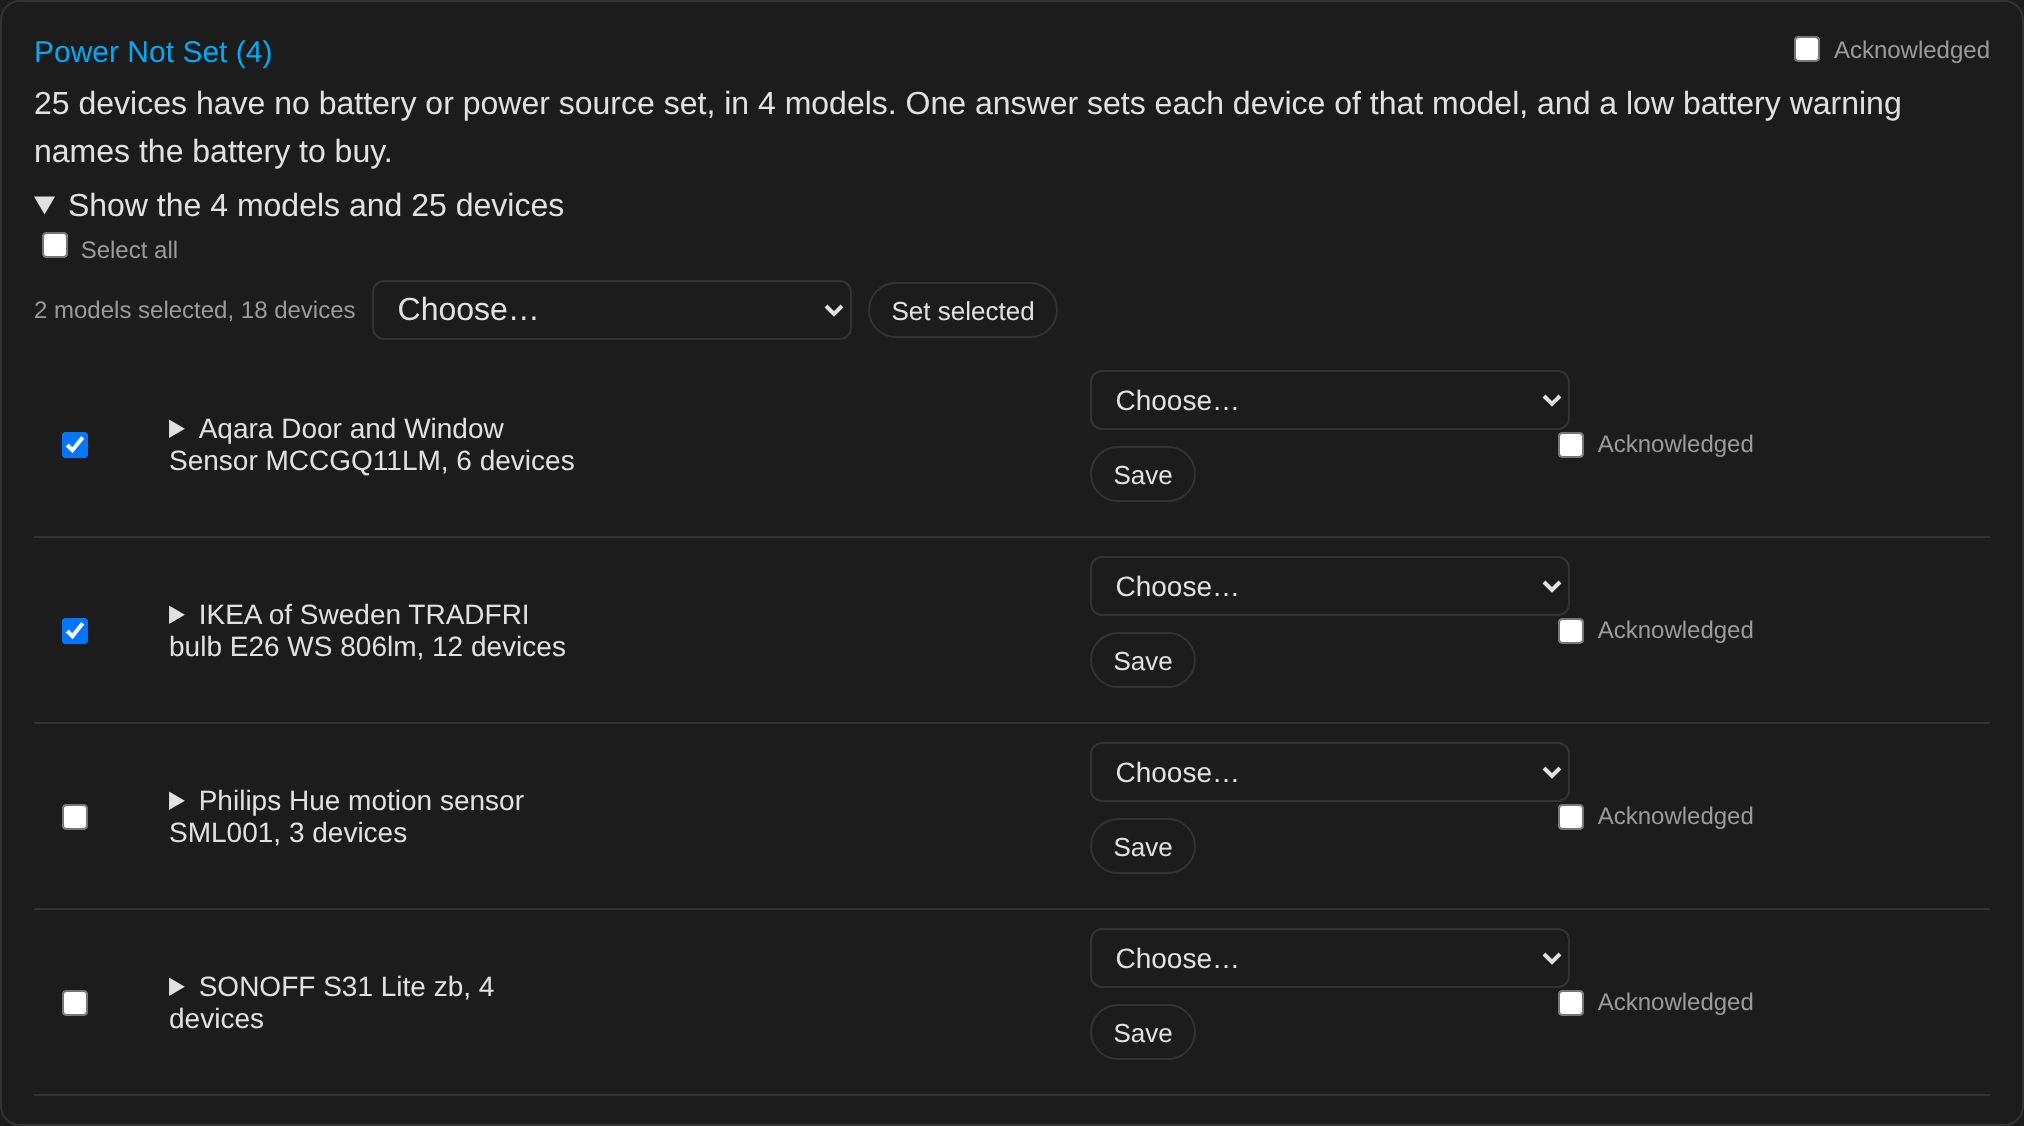 Power Not Set (4)
Acknowledged
25 devices have no battery or power source set, in 4 models. One answer sets each device of that model, and a low battery warning
names the battery to buy.
Show the 4 models and 25 devices
Select all
2 models selected, 18 devices
Choose…
Set selected
Aqara Door and Window
Sensor MCCGQ11LM, 6 devices
Choose…
Save
Acknowledged
IKEA of Sweden TRADFRI
bulb E26 WS 806lm, 12 devices
Choose…
Save
Acknowledged
Philips Hue motion sensor
SML001, 3 devices
Choose…
Save
Acknowledged
SONOFF S31 Lite zb, 4
devices
Choose…
Save
Acknowledged